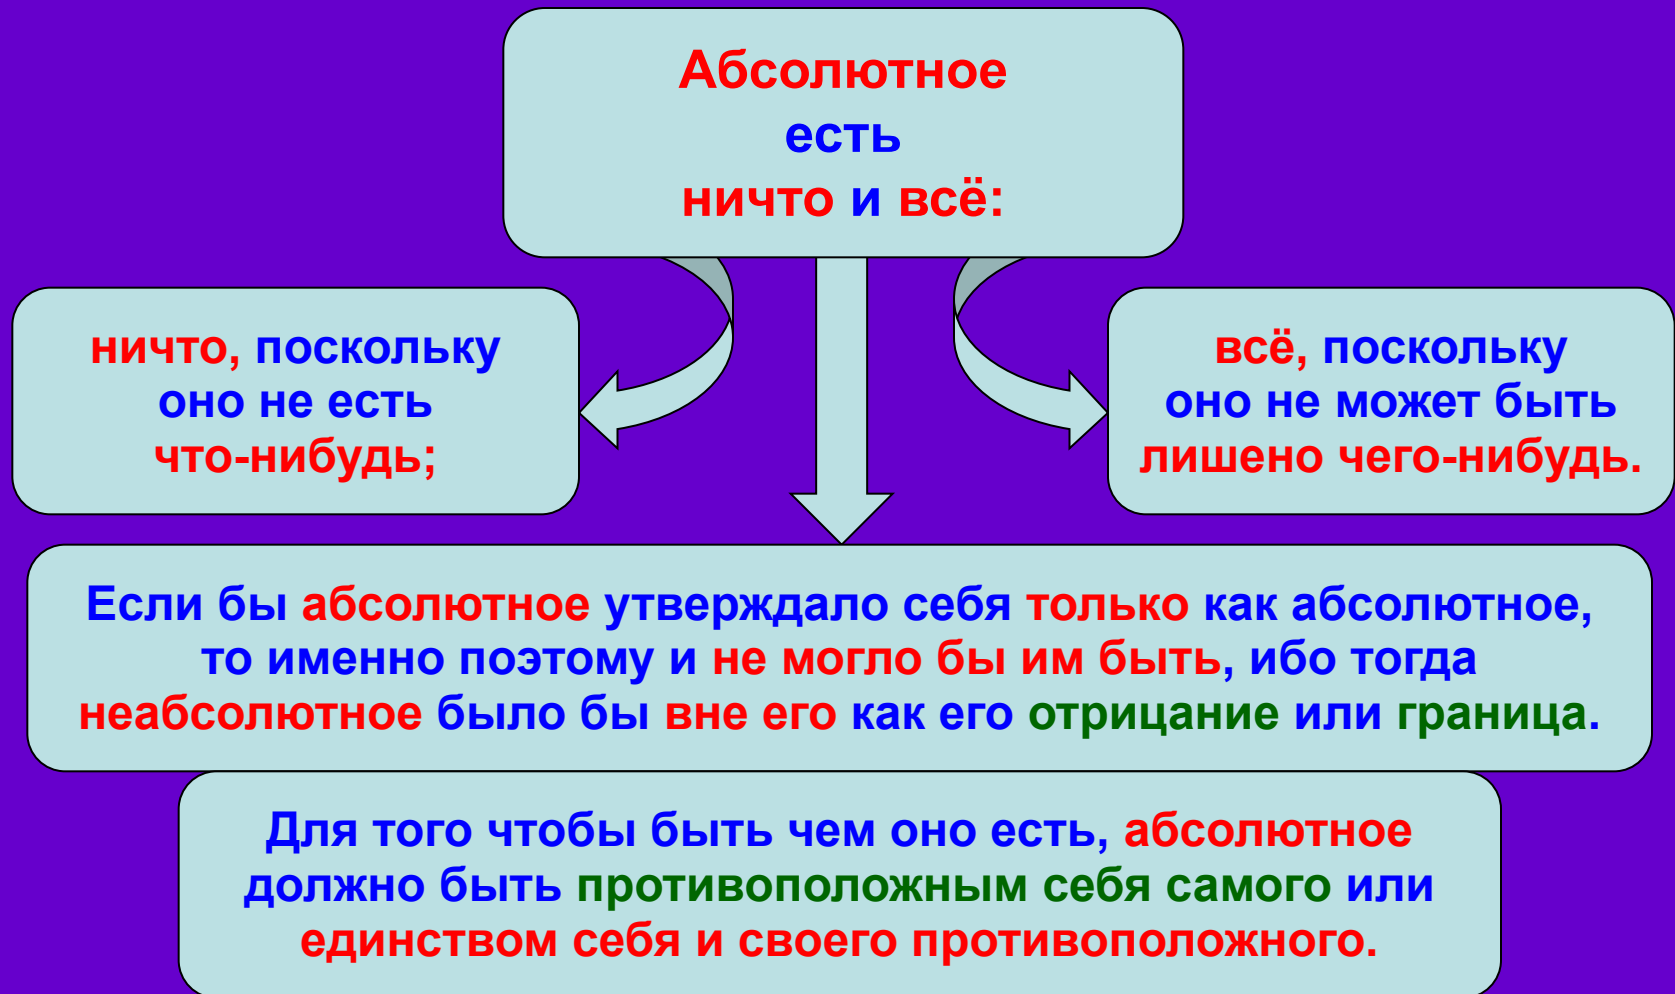 Абсолютное
есть
ничто и всё:
ничто, поскольку
оно не есть
что-нибудь;
всё, поскольку
оно не может быть
лишено чего-нибудь.
Если бы абсолютное утверждало себя только как абсолютное,
то именно поэтому и не могло бы им быть, ибо тогда
неабсолютное было бы вне его как его отрицание или граница.
Для того чтобы быть чем оно есть, абсолютное
должно быть противоположным себя самого или
единством себя и своего противоположного.